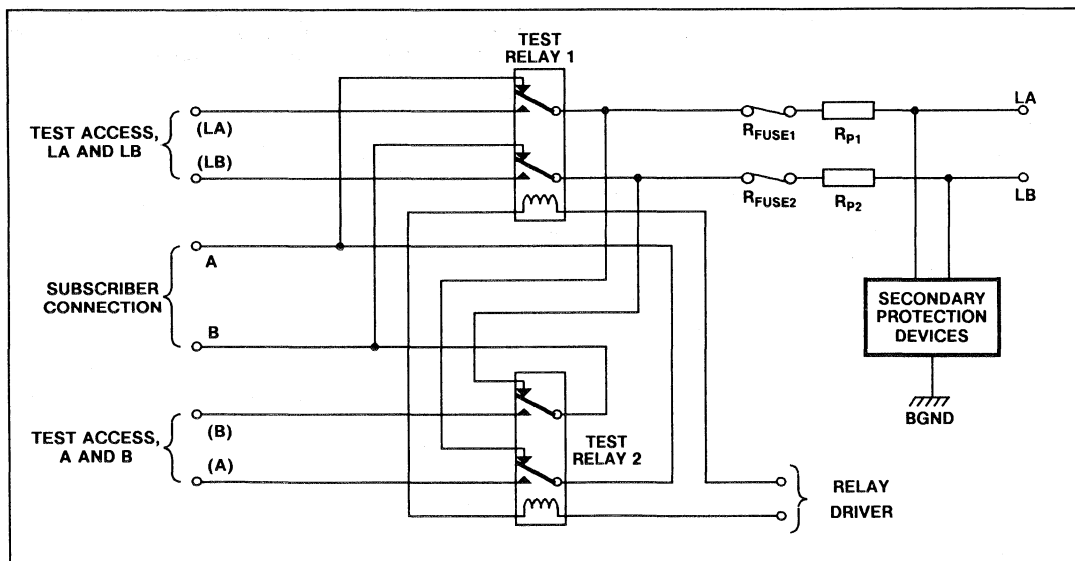 TEST
RELAY 1
TEST ACCESS,
LA AND LB
(LA)
(LB)
R_FUSE1
R_P1
LA
R_FUSE2
R_P2
LB
SUBSCRIBER
CONNECTION
A
B
SECONDARY
PROTECTION
DEVICES
BGND
TEST ACCESS,
A AND B
(B)
(A)
TEST
RELAY 2
RELAY
DRIVER